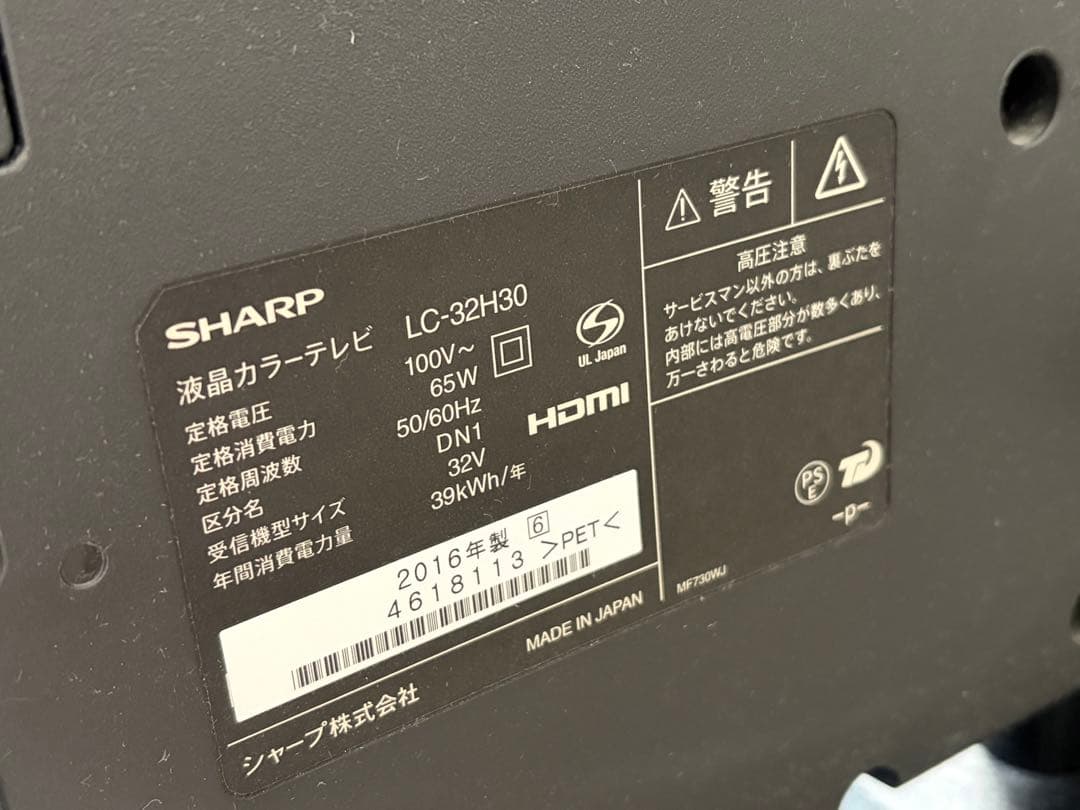 SHARP
液晶カラーテレビ LC-32H30
定格電圧 100V～
定格消費電力 65W
定格周波数 50/60Hz
区分名 DN1
受信機型サイズ 32V
年間消費電力量 39kWh/年
UL Japan
HDMI
2016年製 6
4618113 >PET<
MADE IN JAPAN
シャープ株式会社
警告
高圧注意
サービスマン以外の方は、裏ぶたを
あけないでください。
内部には高電圧部分が数多くあり、
万一さわると危険です。
PS
E
-p-
MF730WJ